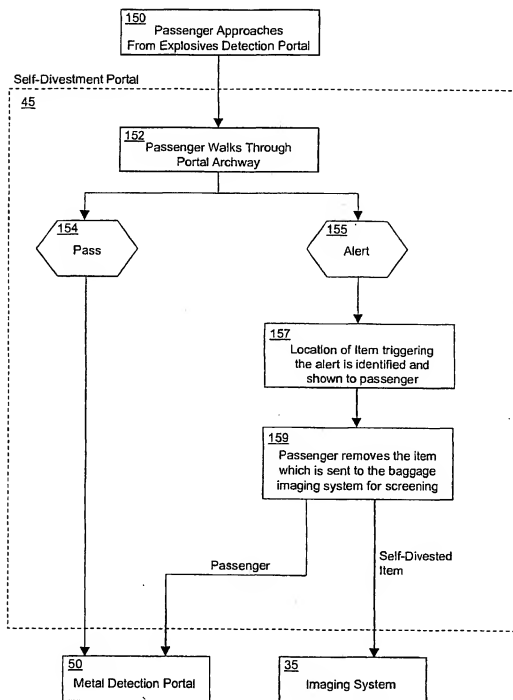 150
Passenger Approaches
From Explosives Detection Portal
Self-Divestment Portal
45
152
Passenger Walks Through
Portal Archway
154
Pass
155
Alert
157
Location of Item triggering
the alert is identified and
shown to passenger
159
Passenger removes the item
which is sent to the baggage
imaging system for screening
Passenger
Self-Divested
Item
50
Metal Detection Portal
35
Imaging System